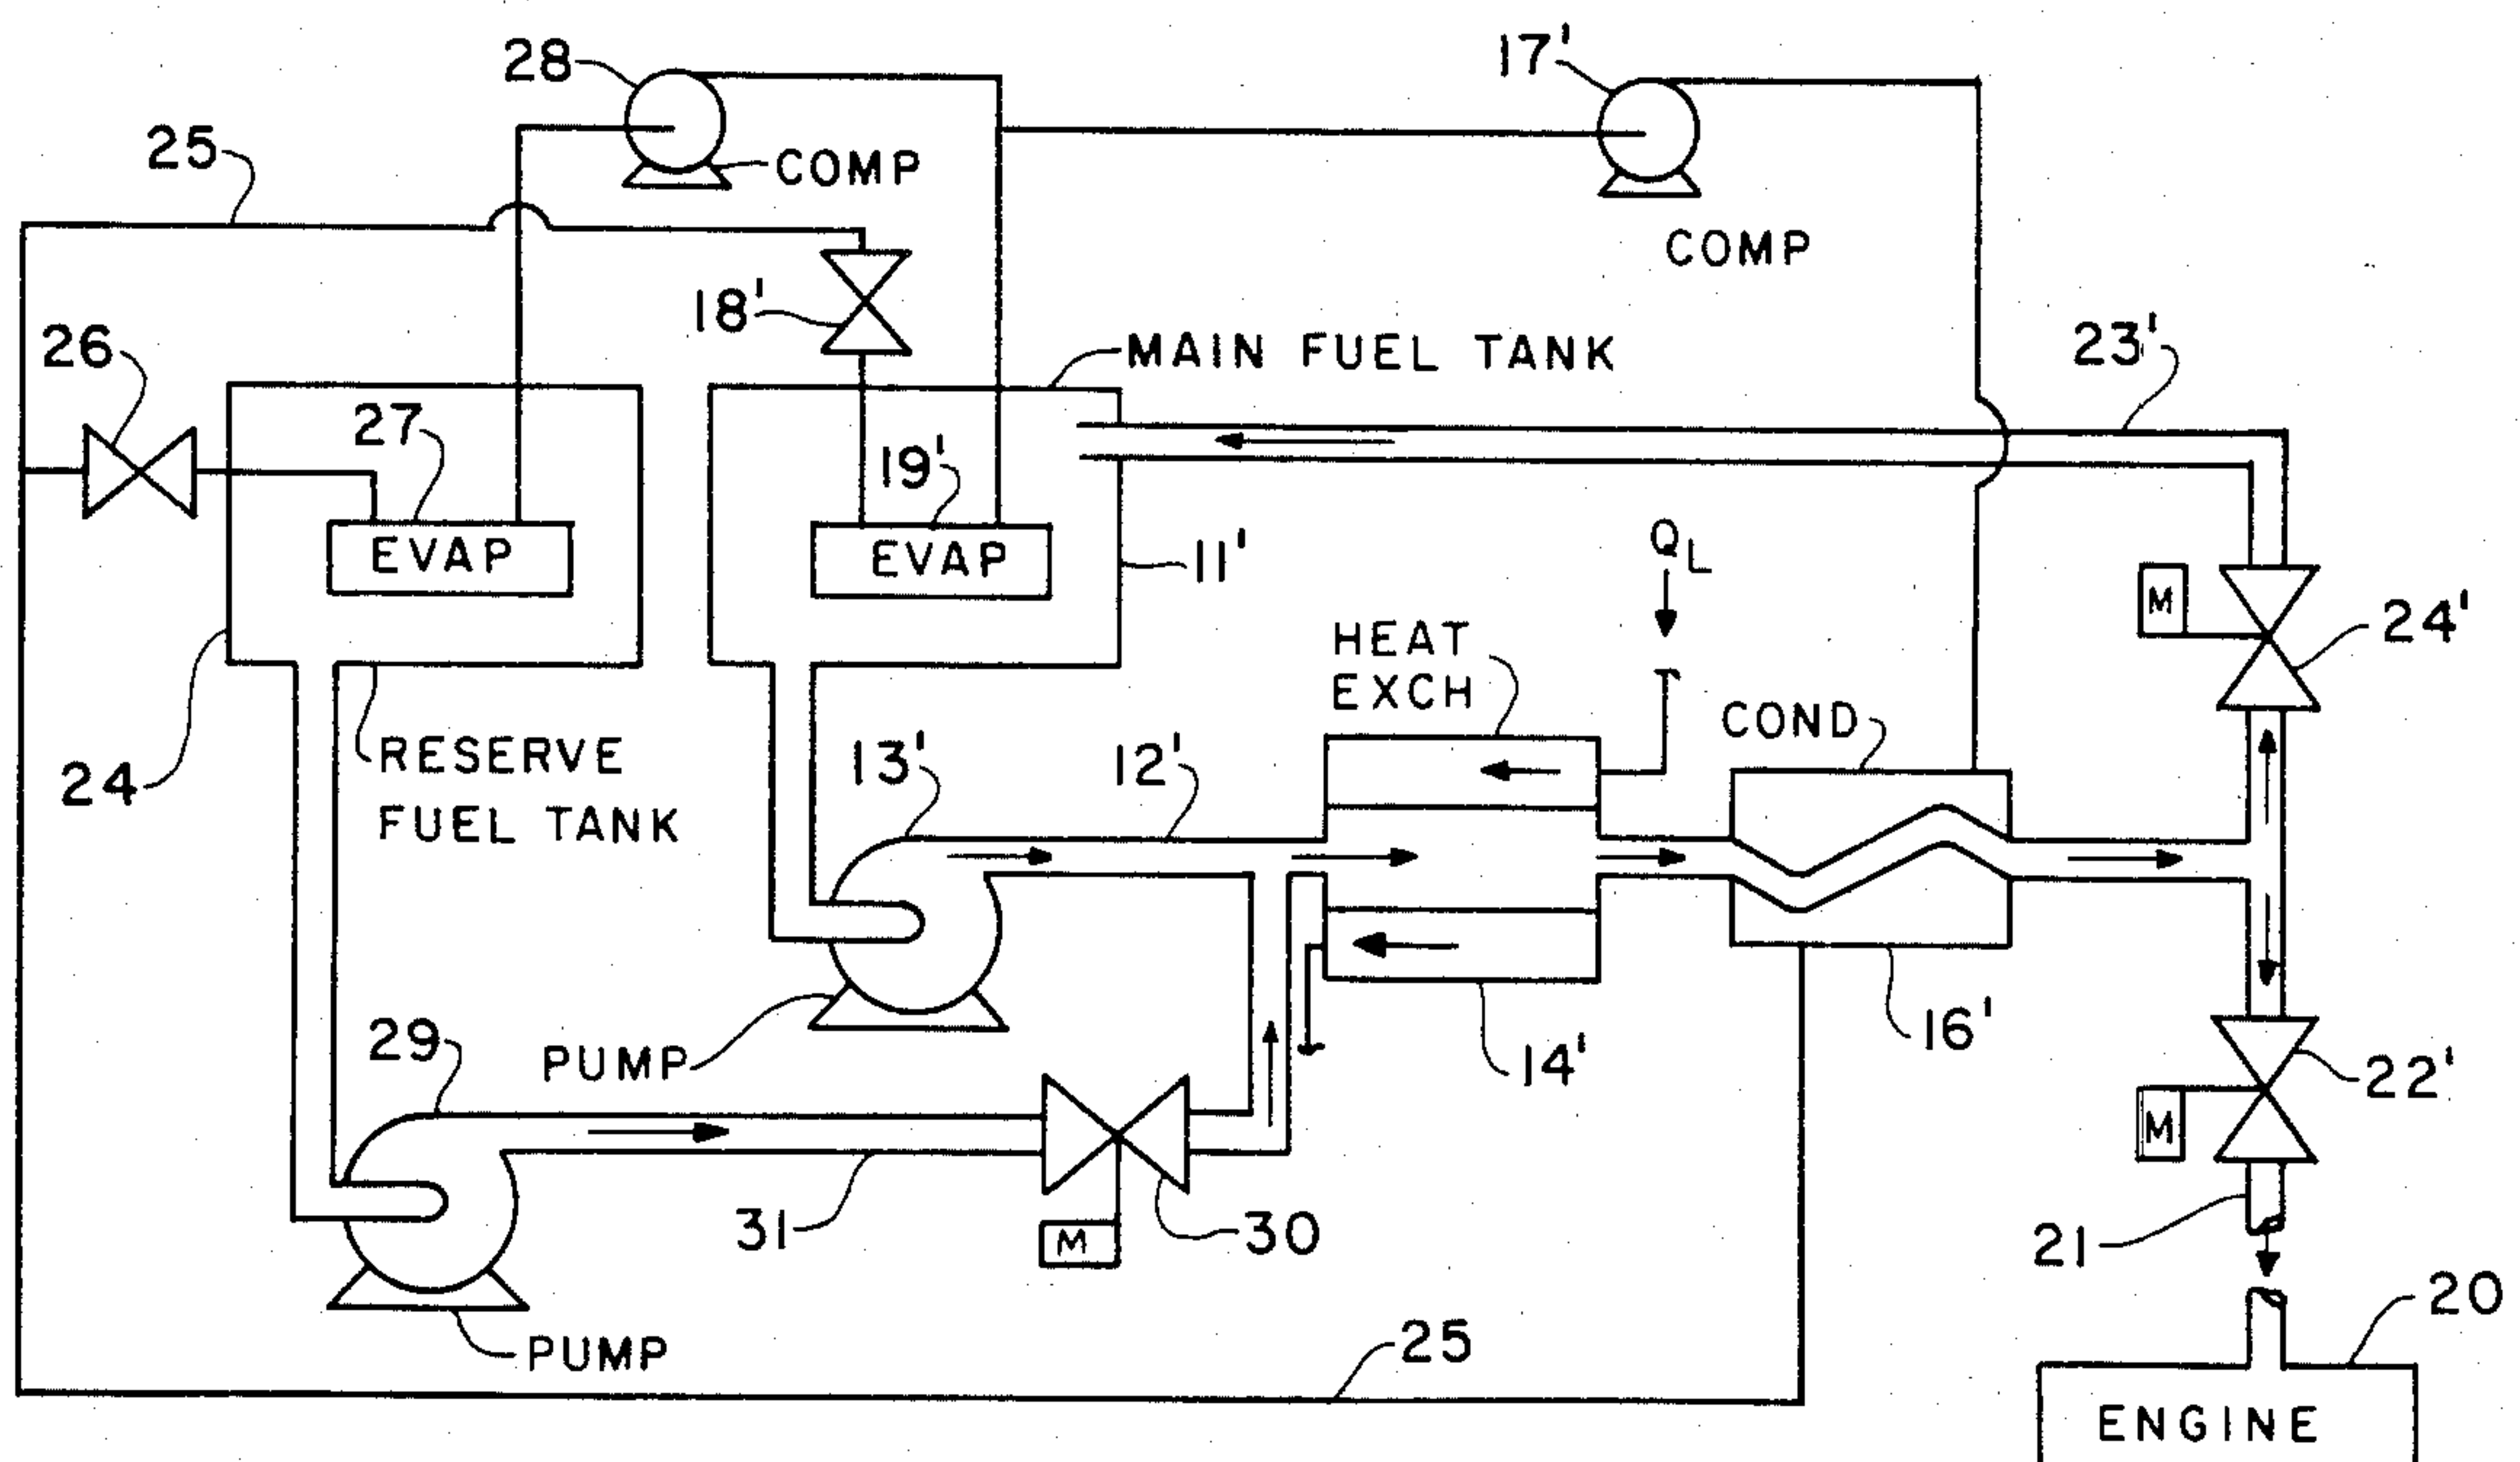 28
17'
25
COMP
COMP
18'
26
MAIN FUEL TANK
23'
27
19'
EVAP
EVAP
11'
Q_L
M
24'
HEAT
EXCH
COND
24
RESERVE
FUEL TANK
13'
12'
29
PUMP
14'
16'
22'
M
31
M
30
21
20
PUMP
25
ENGINE